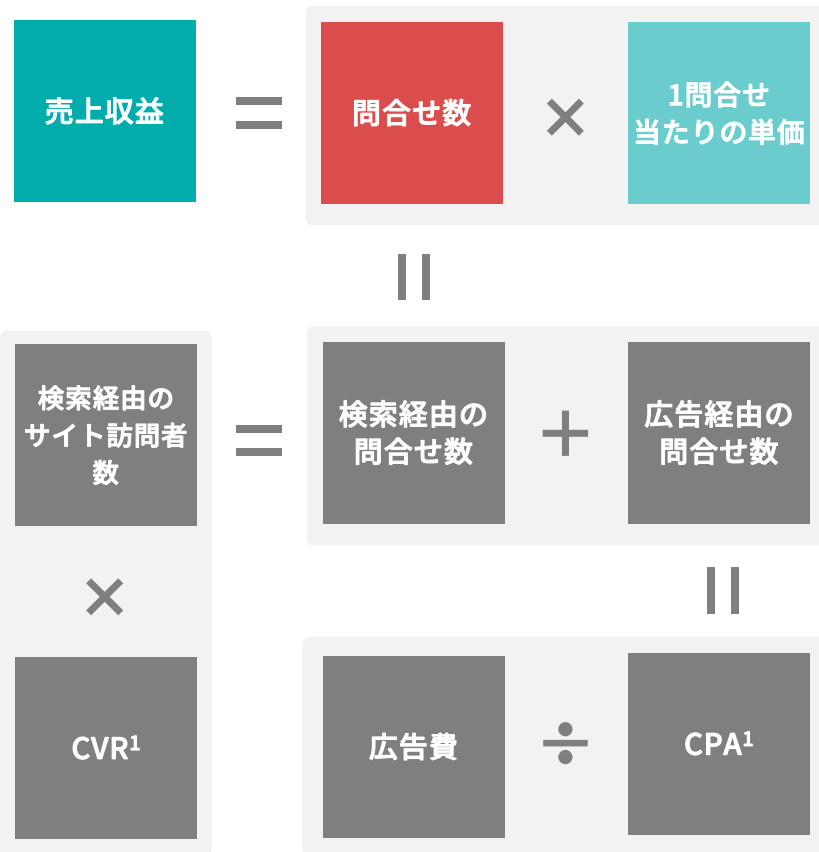 売上収益
=
問合せ数
×
1問合せ
当たりの単価
=
検索経由の
サイト訪問者
数
=
検索経由の
問合せ数
+
広告経由の
問合せ数
×
=
CVR¹
広告費
÷
CPA¹